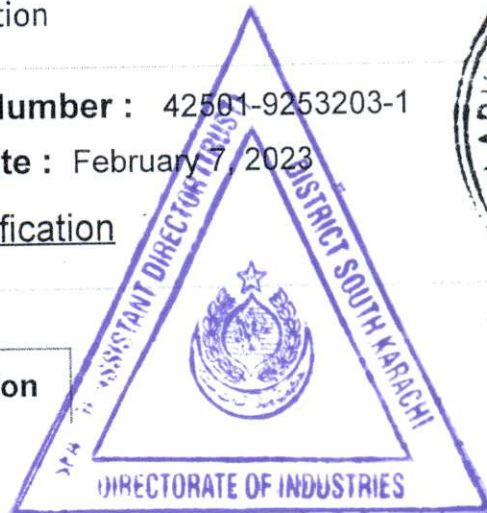 tion
Number : 42501-9253203-1
te : February 7, 2023
fication
on
ASSISTANT DIRECTOR (TRUST)
DISTRICT SOUTH KARACHI
DIRECTORATE OF INDUSTRIES